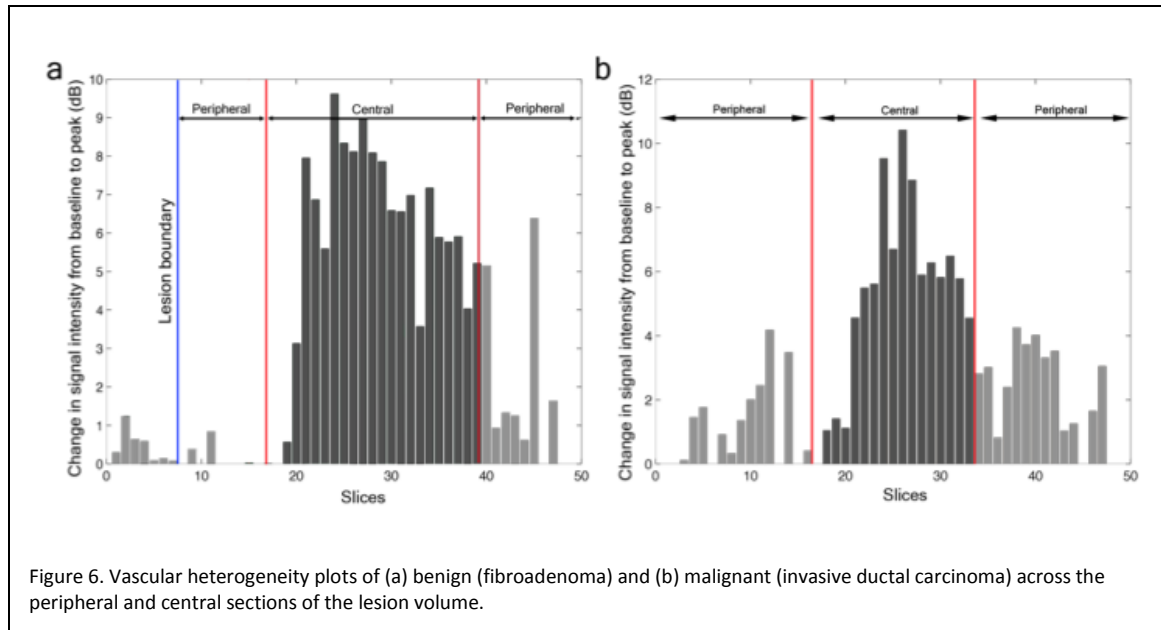 a
b
Change in signal intensity from baseline to peak (dB)
10
9
8
7
6
5
4
3
2
1
0
Peripheral
Central
Peripheral
Lesion boundary
0
10
20
30
40
50
Slices
Change in signal intensity from baseline to peak (dB)
12
10
8
6
4
2
0
Peripheral
Central
Peripheral
0
10
20
30
40
50
Slices
Figure 6. Vascular heterogeneity plots of (a) benign (fibroadenoma) and (b) malignant (invasive ductal carcinoma) across the
peripheral and central sections of the lesion volume.